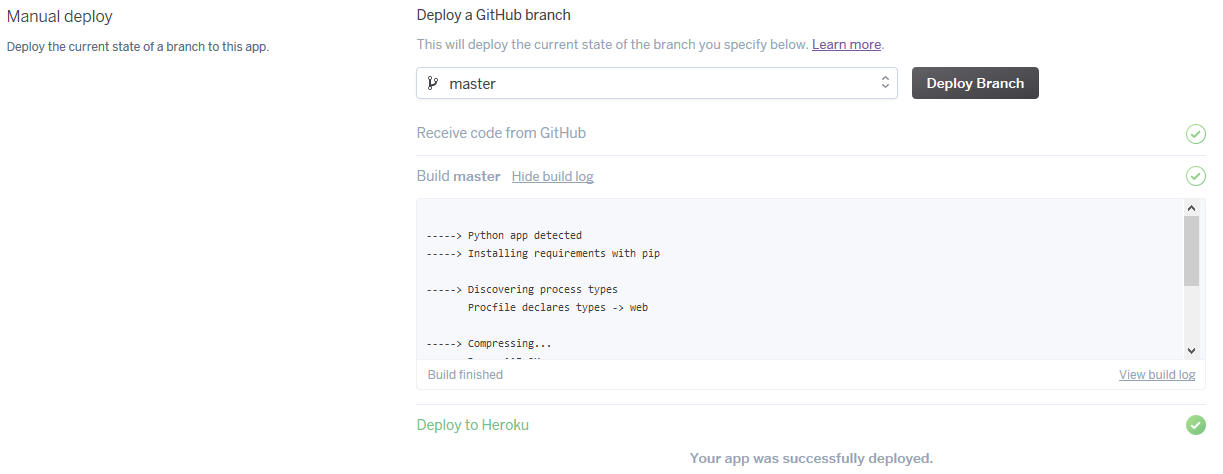 Manual deploy
Deploy the current state of a branch to this app.
Deploy a GitHub branch
This will deploy the current state of the branch you specify below. Learn more.
master
Deploy Branch
Receive code from GitHub
Build master Hide build log
-----> Python app detected
-----> Installing requirements with pip
-----> Discovering process types
Procfile declares types -> web
-----> Compressing...
Build finished
View build log
Deploy to Heroku
Your app was successfully deployed.